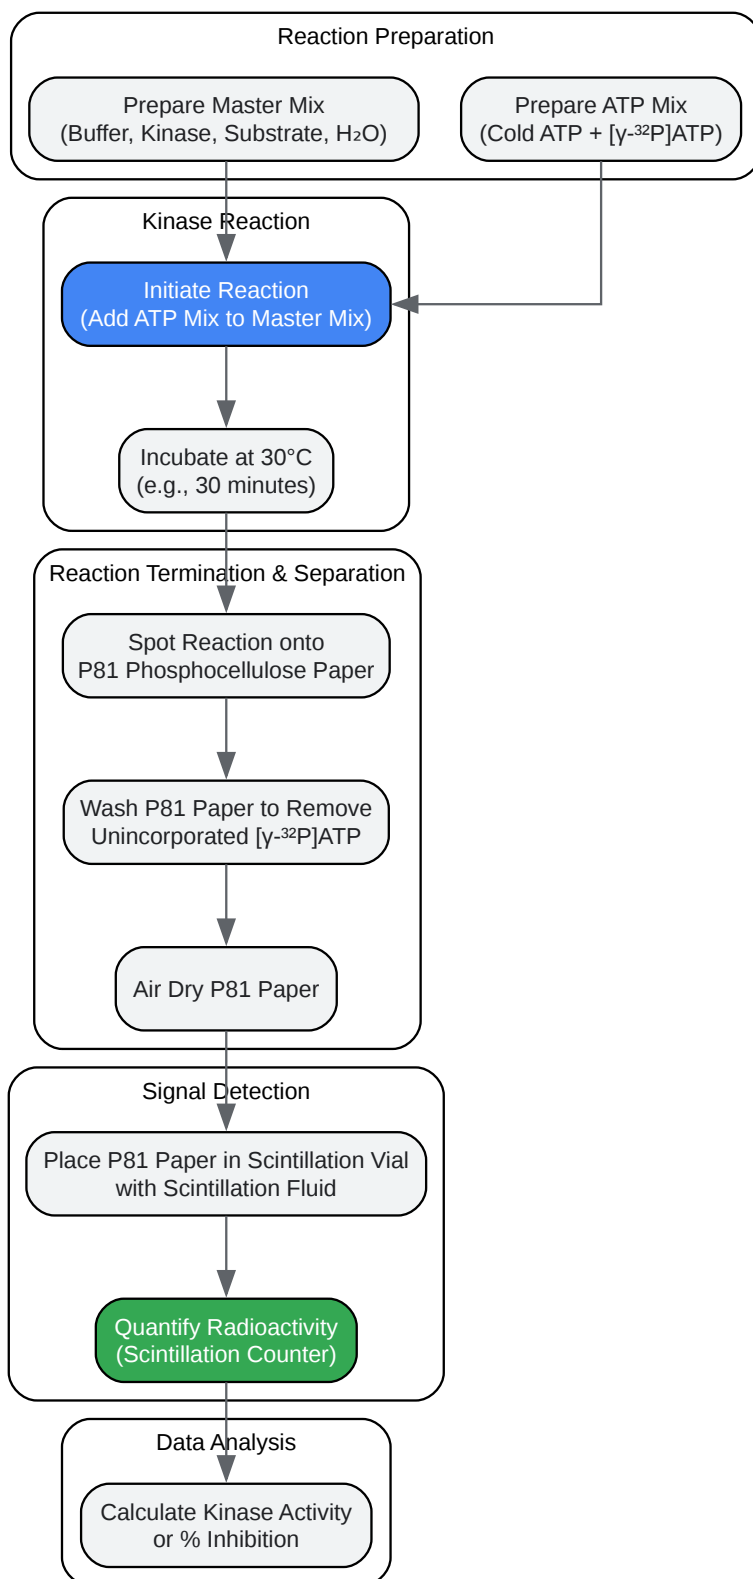 Reaction Preparation
Prepare Master Mix
(Buffer, Kinase, Substrate, H₂O)
Prepare ATP Mix
(Cold ATP + [γ-³²P]ATP)
Kinase Reaction
Initiate Reaction
(Add ATP Mix to Master Mix)
Incubate at 30°C
(e.g., 30 minutes)
Reaction Termination & Separation
Spot Reaction onto
P81 Phosphocellulose Paper
Wash P81 Paper to Remove
Unincorporated [γ-³²P]ATP
Air Dry P81 Paper
Signal Detection
Place P81 Paper in Scintillation Vial
with Scintillation Fluid
Quantify Radioactivity
(Scintillation Counter)
Data Analysis
Calculate Kinase Activity
or % Inhibition